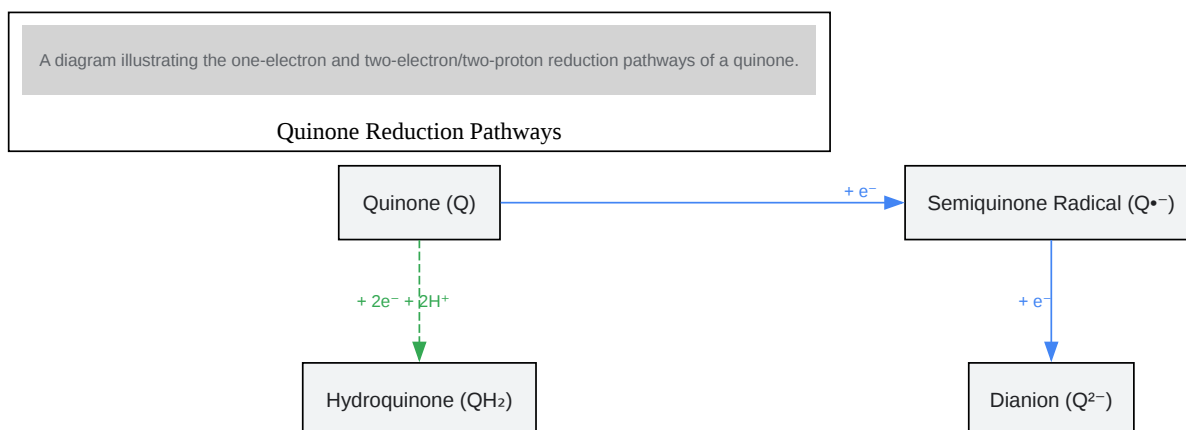 A diagram illustrating the one-electron and two-electron/two-proton reduction pathways of a quinone.
Quinone Reduction Pathways
Quinone (Q)
+ e⁻
Semiquinone Radical (Q•⁻)
+ 2e⁻ + 2H⁺
+ e⁻
Hydroquinone (QH₂)
Dianion (Q²⁻)